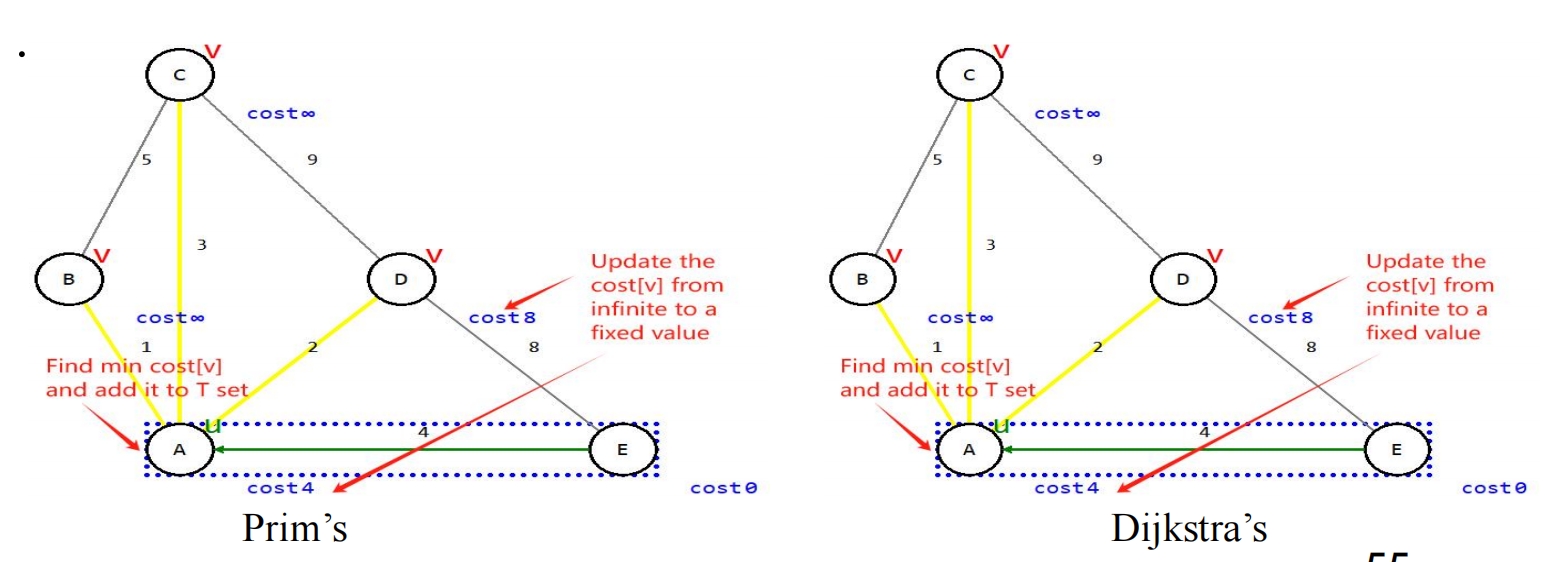 .
V
C
cost∞
5
9
3
V
B
V
D
Update the
cost[v] from
infinite to a
fixed value
cost∞
cost8
1
2
8
Find min cost[v]
and add it to T set
u
4
A
E
cost4
cost0
Prim's
V
C
cost∞
5
9
3
V
B
V
D
Update the
cost[v] from
infinite to a
fixed value
cost∞
cost8
1
2
8
Find min cost[v]
and add it to T set
u
4
A
E
cost4
cost0
Dijkstra's